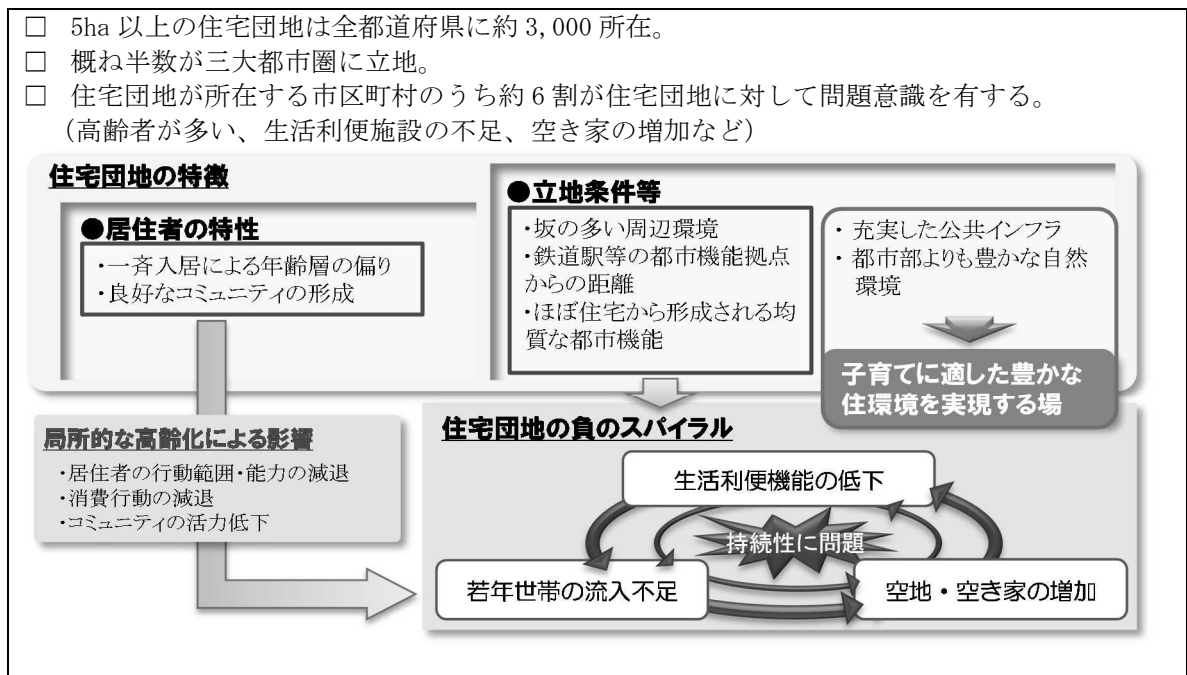 □ 5ha 以上の住宅団地は全都道府県に約 3,000 所在。
□ 概ね半数が三大都市圏に立地。
□ 住宅団地が所在する市区町村のうち約 6 割が住宅団地に対して問題意識を有する。
(高齢者が多い、生活利便施設の不足、空き家の増加など)
住宅団地の特徴
●居住者の特性
・一斉入居による年齢層の偏り
・良好なコミュニティの形成
●立地条件等
・坂の多い周辺環境
・鉄道駅等の都市機能拠点
からの距離
・ほぼ住宅から形成される均
質な都市機能
・充実した公共インフラ
・都市部よりも豊かな自然
環境
子育てに適した豊かな
住環境を実現する場
局所的な高齢化による影響
・居住者の行動範囲・能力の減退
・消費行動の減退
・コミュニティの活力低下
住宅団地の負のスパイラル
生活利便機能の低下
持続性に問題
若年世帯の流入不足
空地・空き家の増加